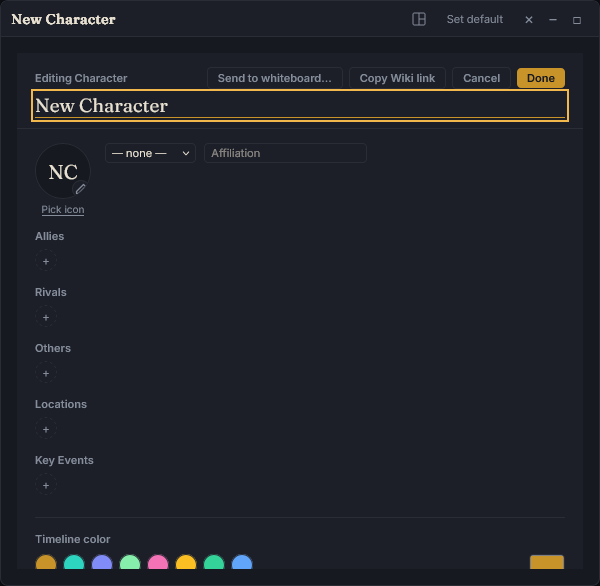 New Character
Set default
Editing Character
Send to whiteboard...
Copy Wiki link
Cancel
Done
New Character
NC
— none —
Affiliation
Pick icon
Allies
+
Rivals
+
Others
+
Locations
+
Key Events
+
Timeline color